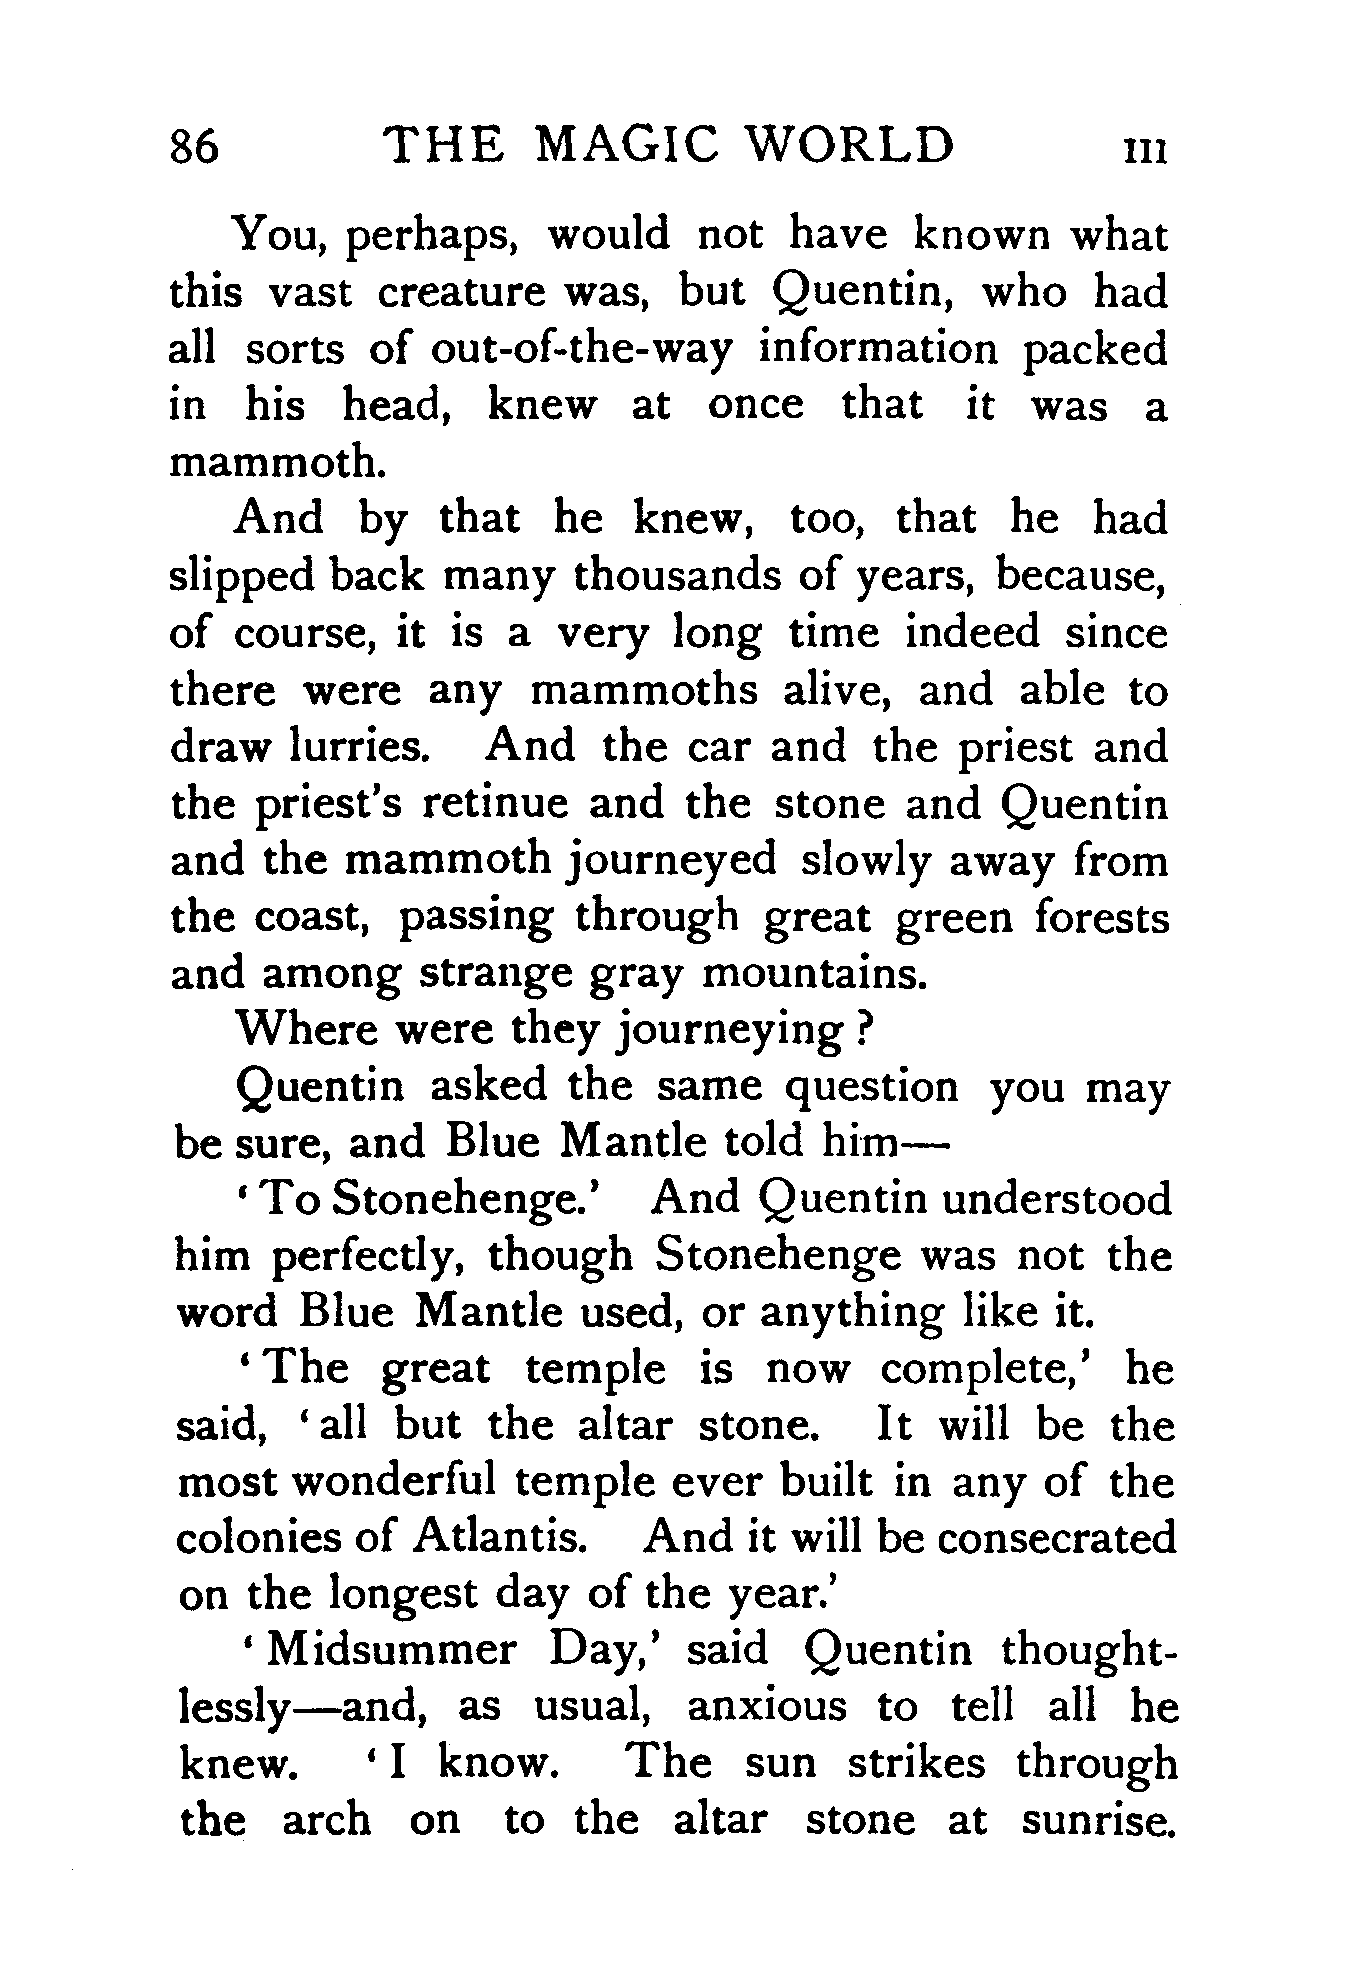 86 THE MAGIC WORLD III
You, perhaps, would not have known what
this vast creature was, but Quentin, who had
all sorts of out-of-the-way information packed
in his head, knew at once that it was a
mammoth.
And by that he knew, too, that he had
slipped back many thousands of years, because,
of course, it is a very long time indeed since
there were any mammoths alive, and able to
draw lurries. And the car and the priest and
the priest's retinue and the stone and Quentin
and the mammoth journeyed slowly away from
the coast, passing through great green forests
and among strange gray mountains.
Where were they journeying ?
Quentin asked the same question you may
be sure, and Blue Mantle told him—
‘ To Stonehenge.’ And Quentin understood
him perfectly, though Stonehenge was not the
word Blue Mantle used, or anything like it.
‘ The great temple is now complete,’ he
said, ‘ all but the altar stone. It will be the
most wonderful temple ever built in any of the
colonies of Atlantis. And it will be consecrated
on the longest day of the year.’
‘ Midsummer Day,’ said Quentin thought-
lessly—and, as usual, anxious to tell all he
knew. ‘ I know. The sun strikes through
the arch on to the altar stone at sunrise.